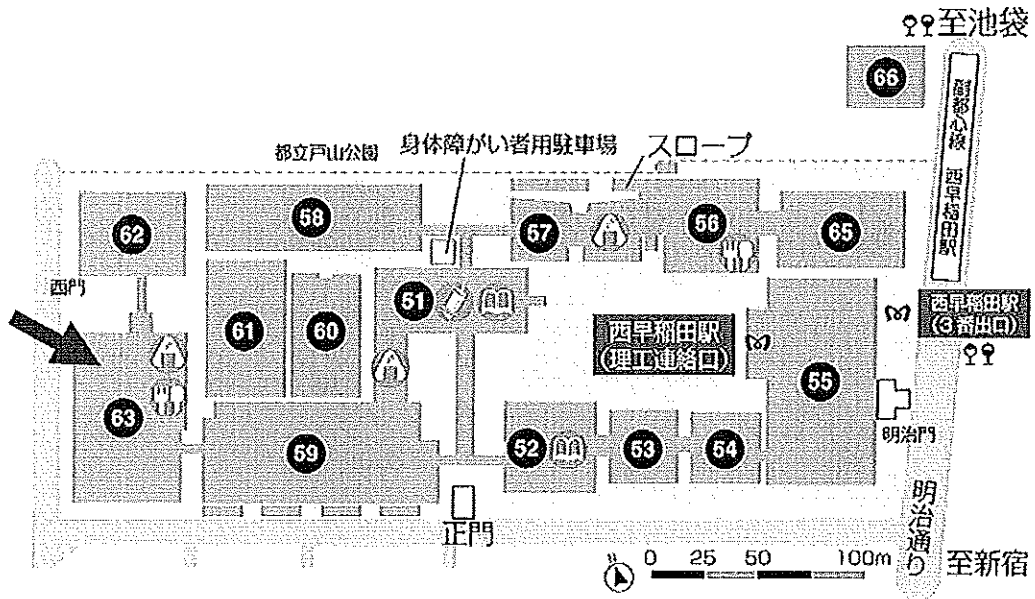 至池袋
66
副都心線 西早稲田駅
都立戸山公園
身体障がい者用駐車場
スロープ
62
58
57
56
65
西門
51
西早稲田駅
(3番出口)
61
60
西早稲田駅
(理工連絡口)
55
63
明治門
59
52
53
54
正門
明治通り
N
0 25 50 100m
至新宿